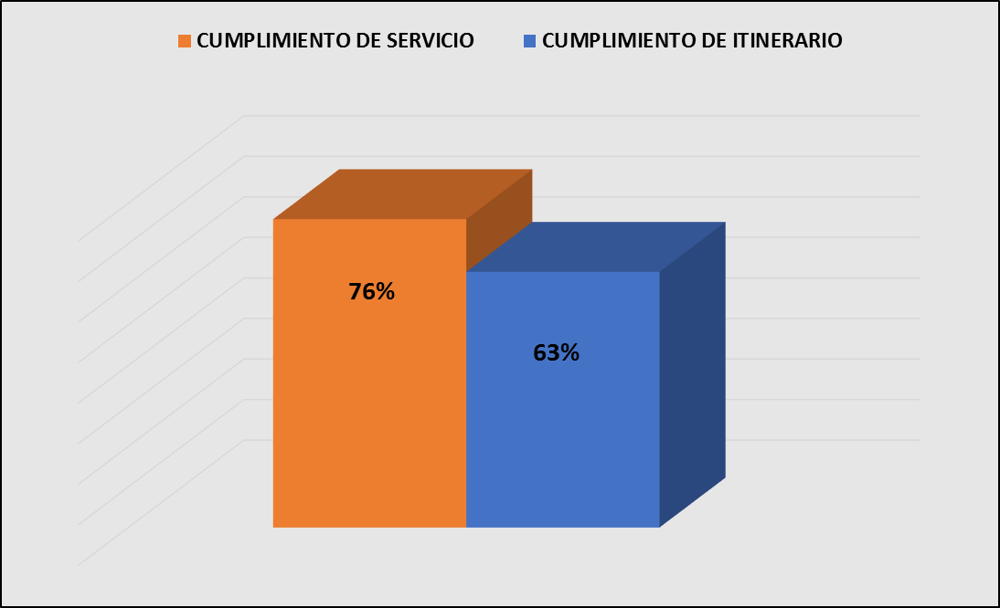 CUMPLIMIENTO DE SERVICIO CUMPLIMIENTO DE ITINERARIO
76%
63%